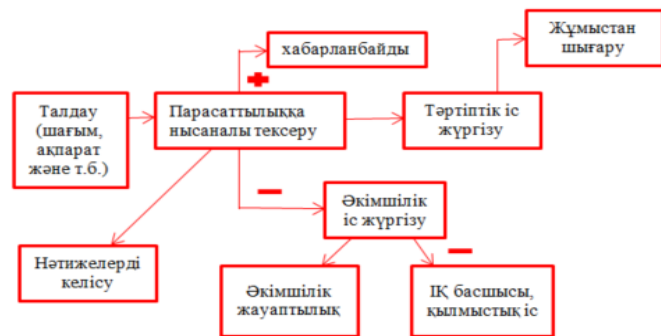 хабарланбайды
Жұмыстан
шығару
Талдау
(шағым,
ақпарат
және т.б.)
Парасаттылыққа
нысаналы тексеру
Тәртіптік іс
жүргізу
Әкімшілік
іс жүргізу
Нәтижелерді
келісу
Әкімшілік
жауаптылық
ІҚ басшысы,
қылмыстық іс